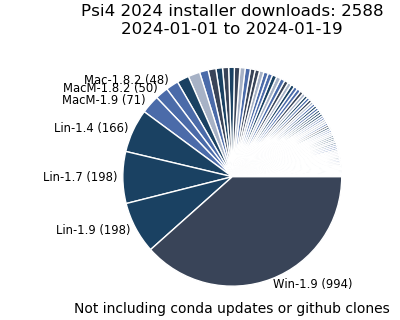 Psi4 2024 installer downloads: 2588
2024-01-01 to 2024-01-19
Mac-1.8.2 (48)
MacM-1.8.2 (50)
MacM-1.9 (71)
Lin-1.4 (166)
Lin-1.7 (198)
Lin-1.9 (198)
Win-1.9 (994)
Not including conda updates or github clones